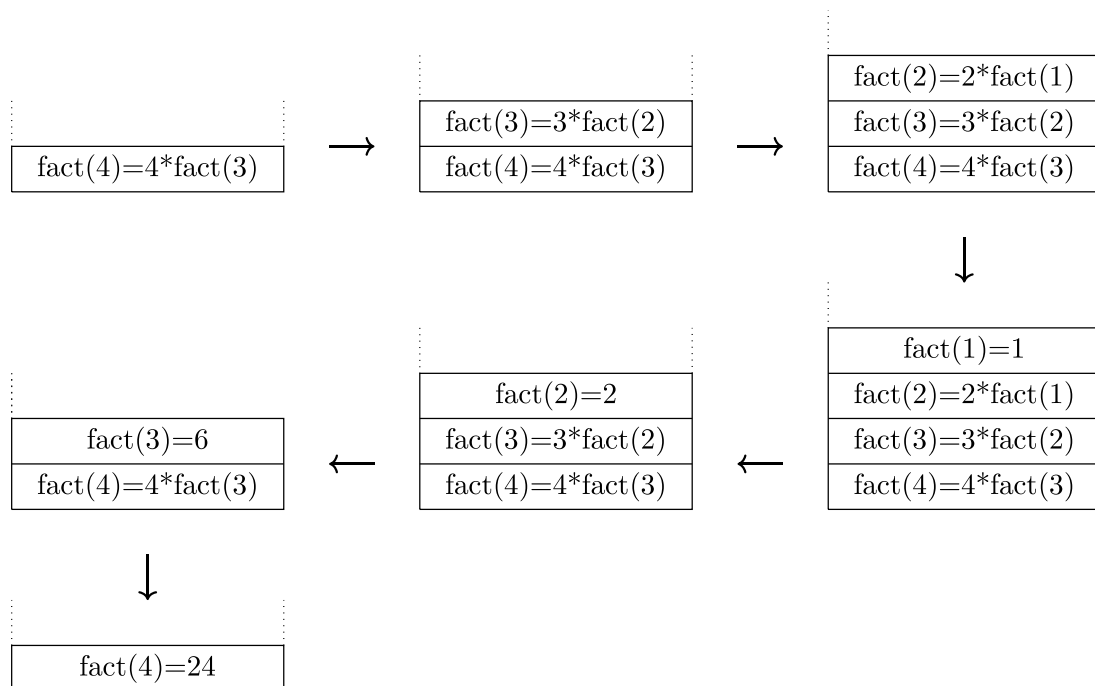 fact(4)=4*fact(3)
fact(3)=3*fact(2)
fact(4)=4*fact(3)
fact(2)=2*fact(1)
fact(3)=3*fact(2)
fact(4)=4*fact(3)
fact(1)=1
fact(2)=2*fact(1)
fact(3)=3*fact(2)
fact(4)=4*fact(3)
fact(2)=2
fact(3)=3*fact(2)
fact(4)=4*fact(3)
fact(3)=6
fact(4)=4*fact(3)
fact(4)=24